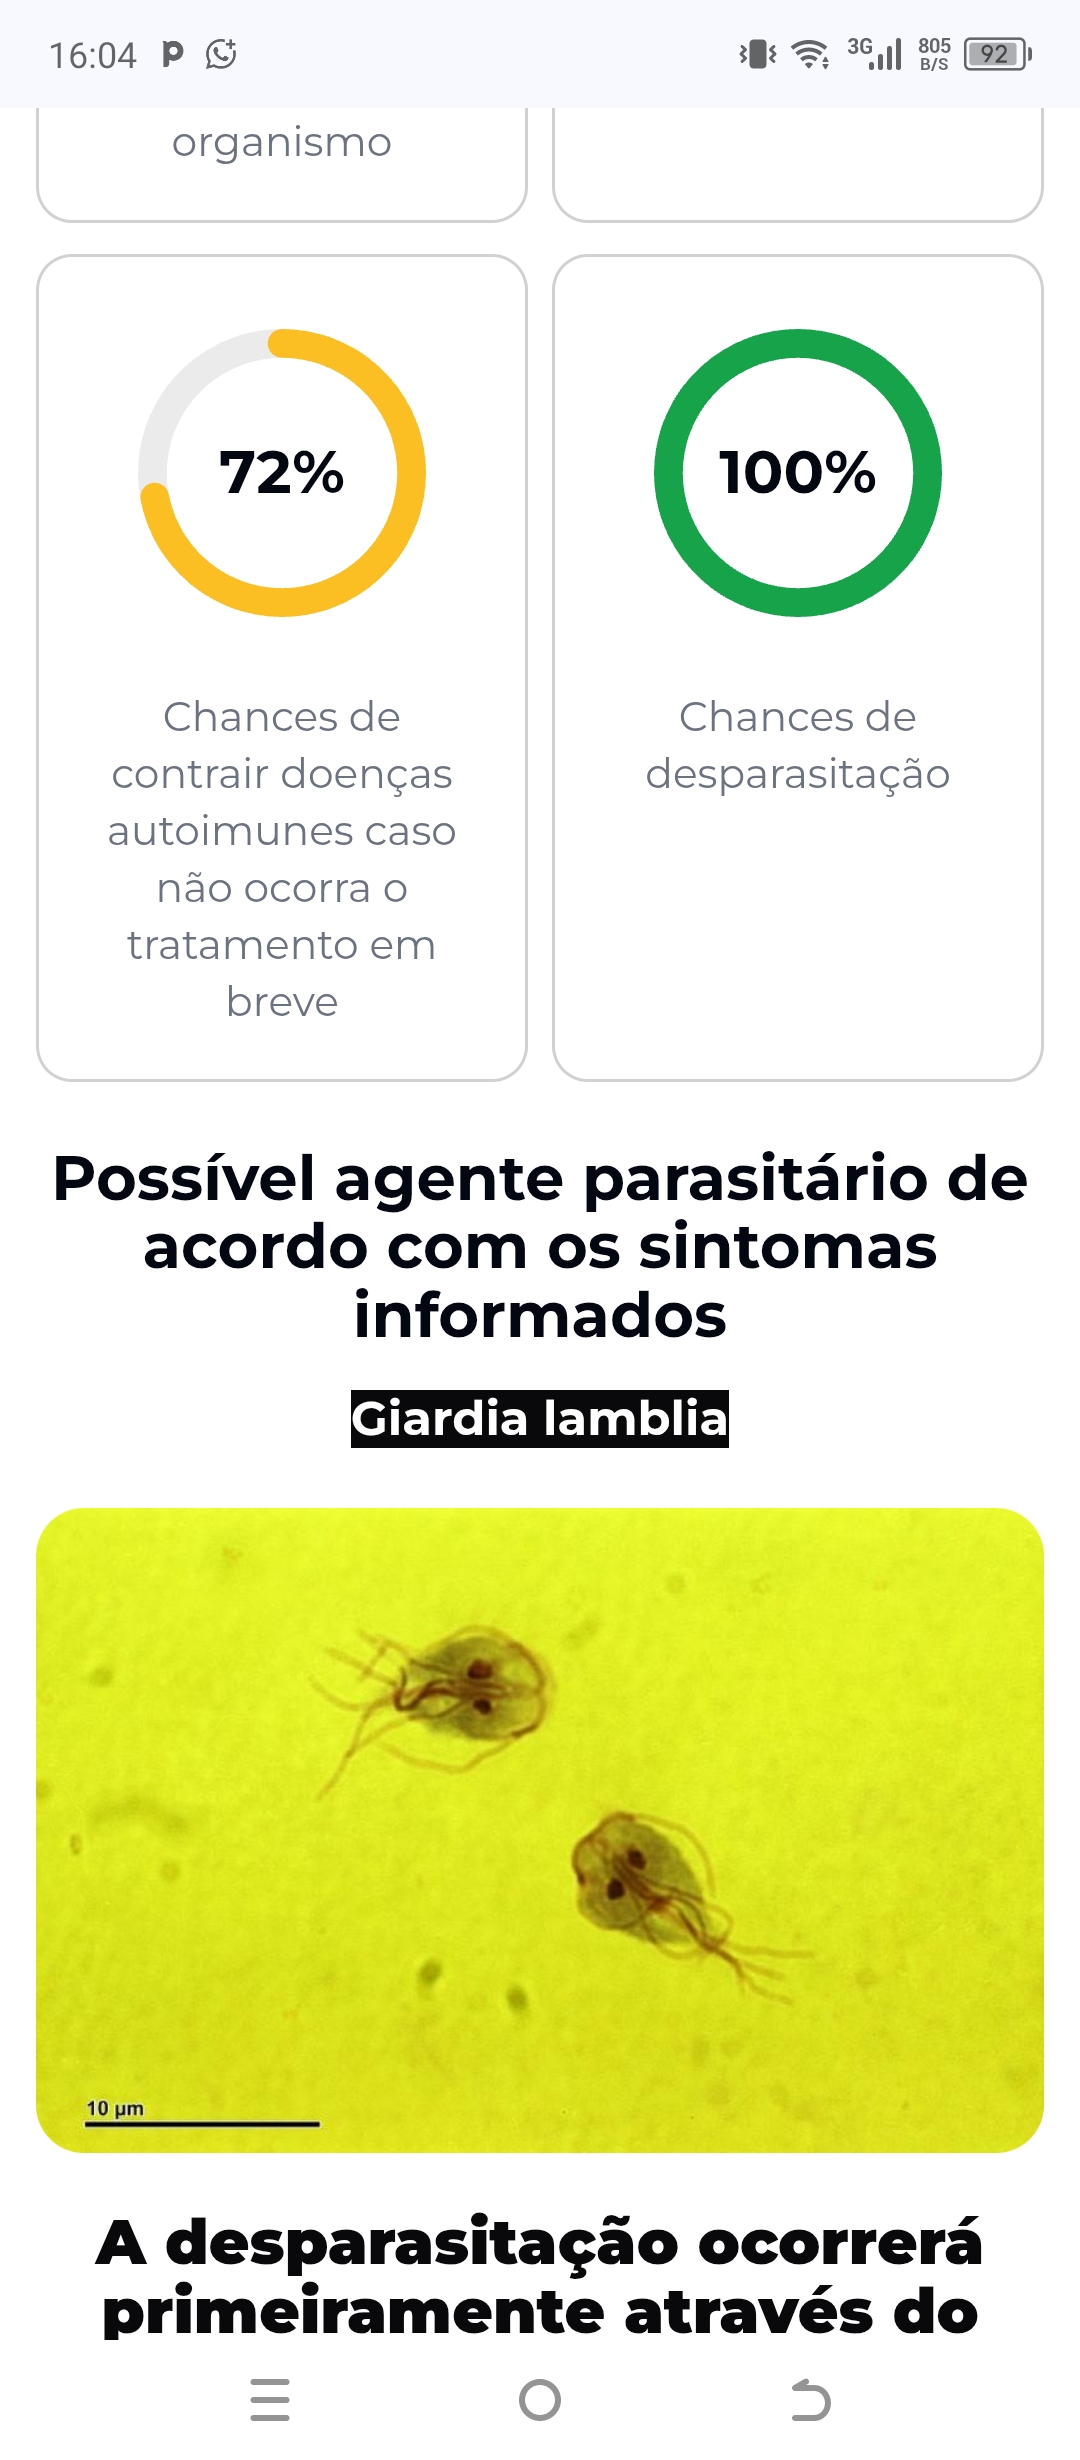 16:04
3G
805
B/S
92
organismo
72%
Chances de
contrair doenças
autoimunes caso
não ocorra o
tratamento em
breve
100%
Chances de
desparasitação
Possível agente parasitário de
acordo com os sintomas
informados
Giardia lamblia
10 µm
A desparasitação ocorrerá
primeiramente através do